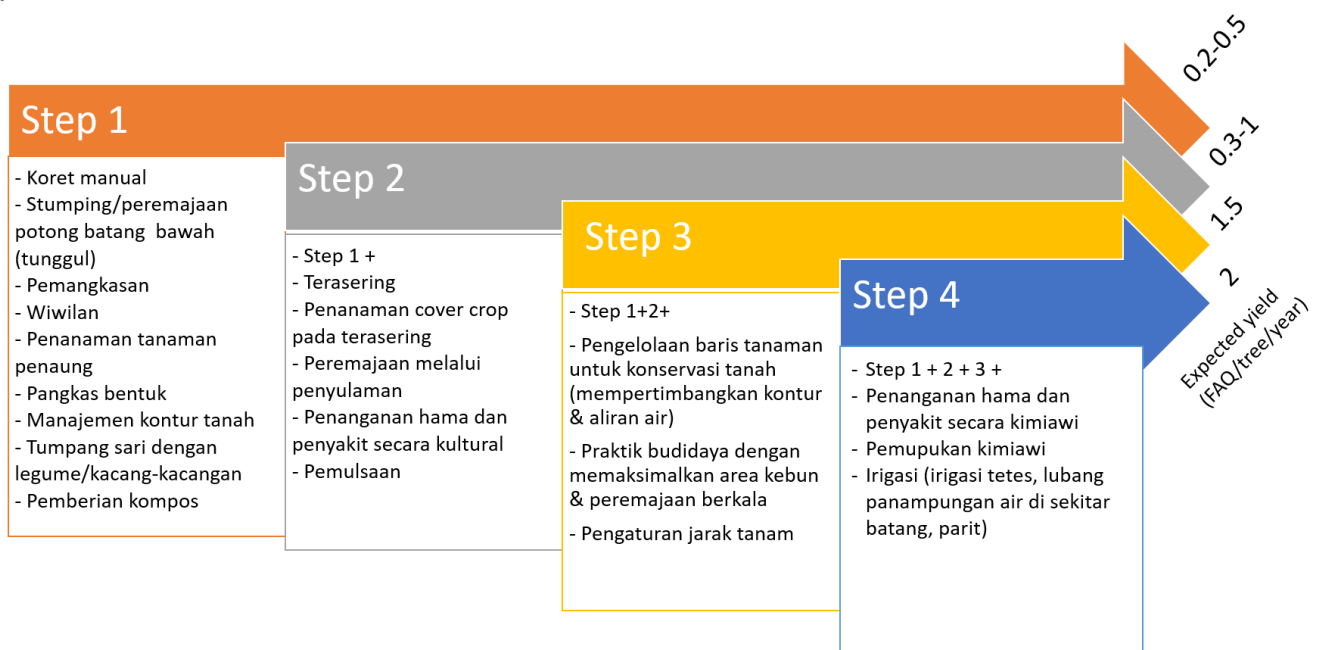 Step 1
- Koret manual
- Stumping/peremajaan
potong batang  bawah
(tunggul)
- Pemangkasan
- Wiwilan
- Penanaman tanaman
penaung
- Pangkas bentuk
- Manajemen kontur tanah
- Tumpang sari dengan
legume/kacang-kacangan
- Pemberian kompos
Step 2
- Step 1 +
- Terasering
- Penanaman cover crop
pada terasering
- Peremajaan melalui
penyulaman
- Penanganan hama dan
penyakit secara kultural
- Pemulsaan
Step 3
- Step 1+2+
- Pengelolaan baris tanaman
untuk konservasi tanah
(mempertimbangkan kontur
& aliran air)
- Praktik budidaya dengan
memaksimalkan area kebun
& peremajaan berkala
- Pengaturan jarak tanam
Step 4
- Step 1 + 2 + 3 +
- Penanganan hama dan
penyakit secara kimiawi
- Pemupukan kimiawi
- Irigasi (irigasi tetes, lubang
panampungan air di sekitar
batang, parit)
0.2-0.5
0.3-1
1.5
2
Expected yield
(FAQ/tree/year)